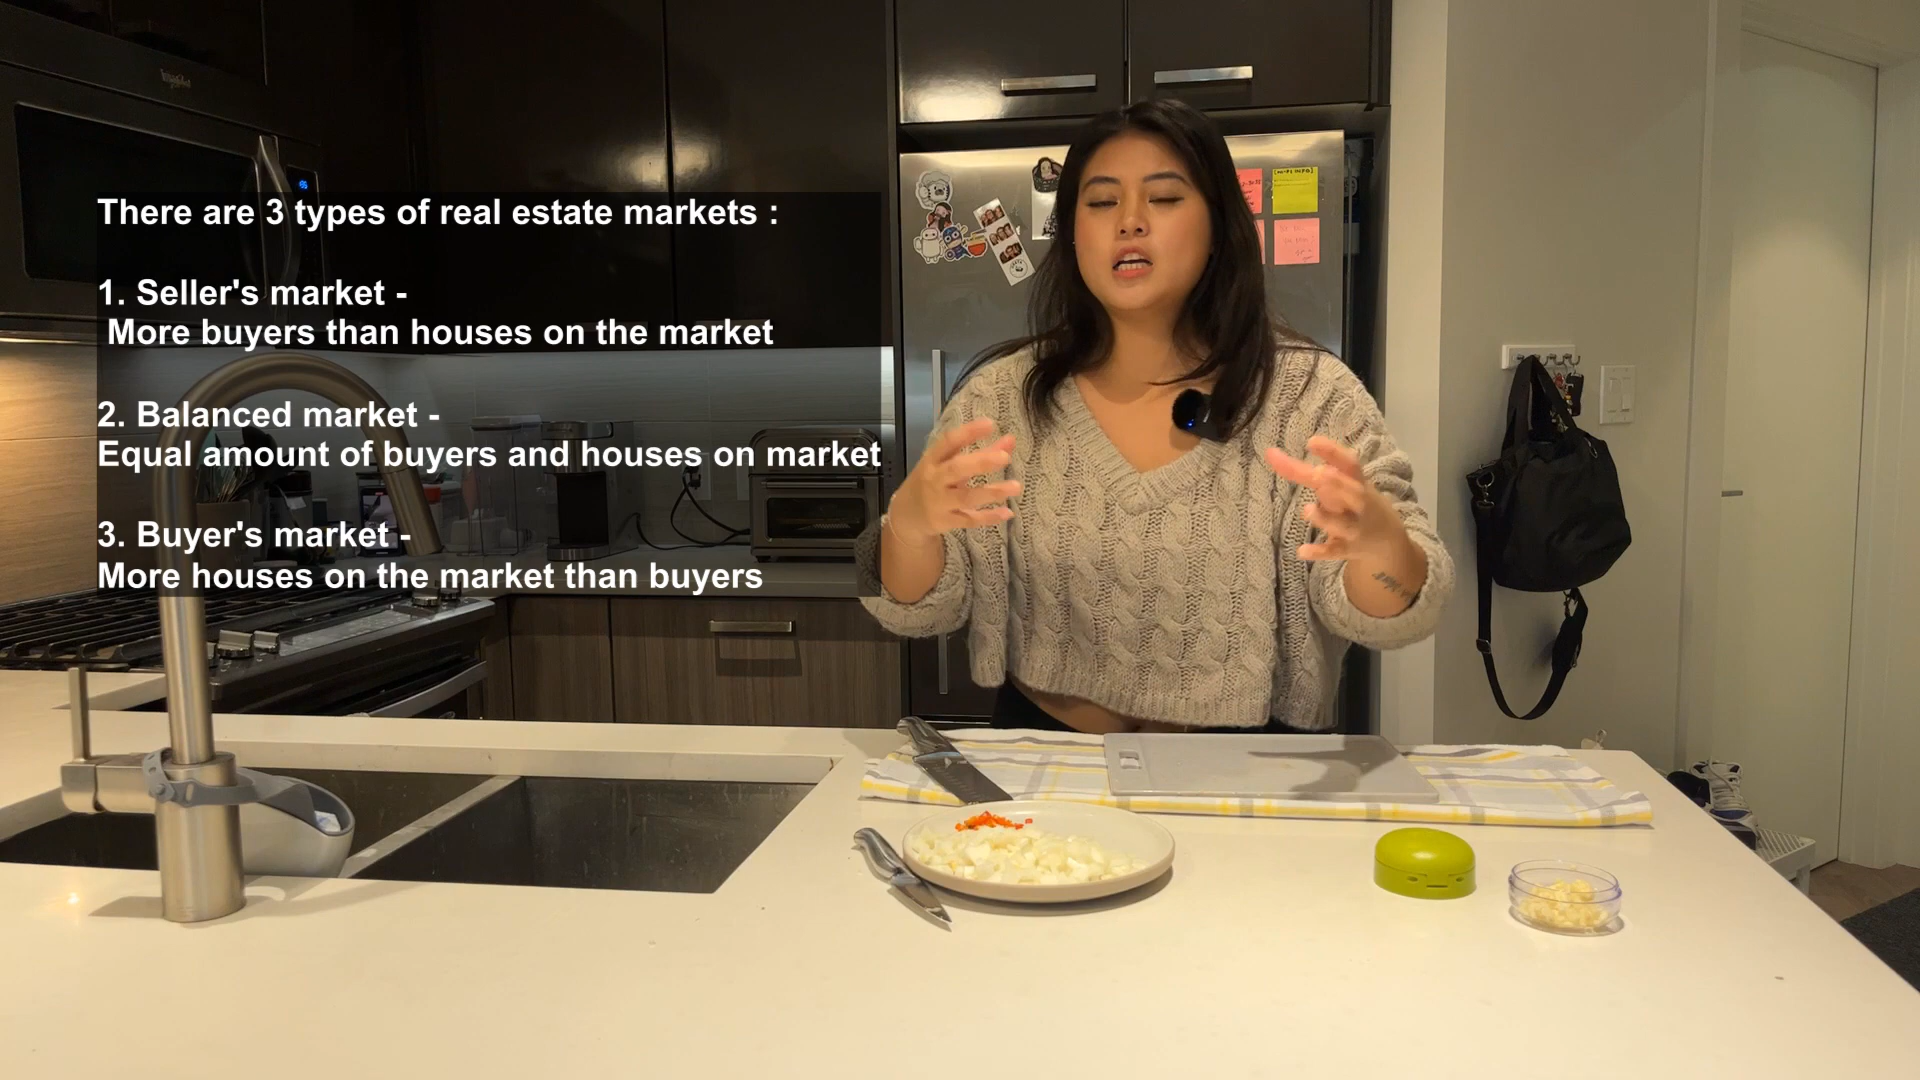 There are 3 types of real estate markets :
1. Seller's market -
More buyers than houses on the market
2. Balanced market -
Equal amount of buyers and houses on market
3. Buyer's market -
More houses on the market than buyers